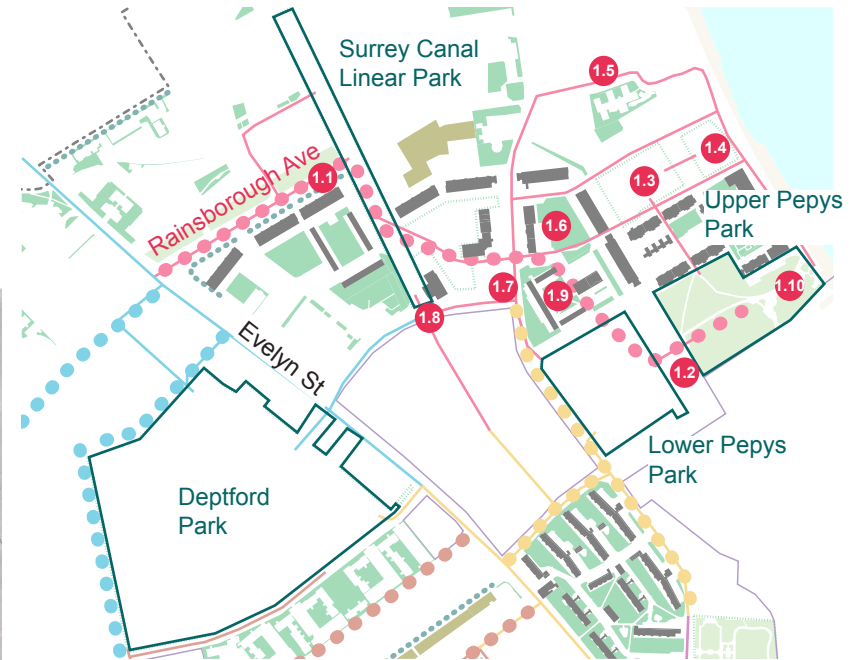 Surrey Canal
Linear Park
1.5
1.4
1.1
Rainsborough Ave
1.3
Upper Pepys
Park
1.6
1.7
1.9
1.10
1.8
Evelyn St
1.2
Lower Pepys
Park
Deptford
Park